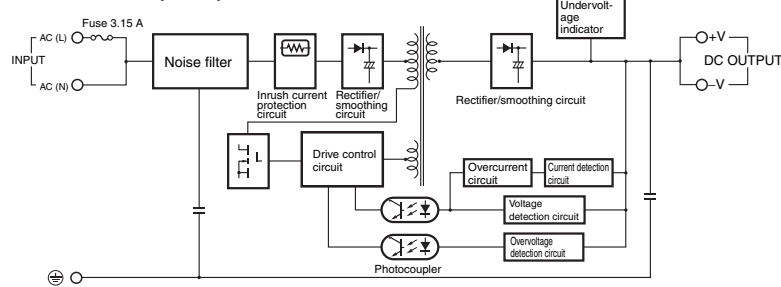 Undervolt-
age
indicator
Fuse 3.15 A
AC (L)
INPUT
AC (N)
Noise filter
Inrush current
protection
circuit
Rectifier/
smoothing
circuit
Rectifier/smoothing circuit
+V
DC OUTPUT
–V
Drive control
circuit
Overcurrent
circuit
Current detection
circuit
Voltage
detection circuit
Overvoltage
detection circuit
Photocoupler